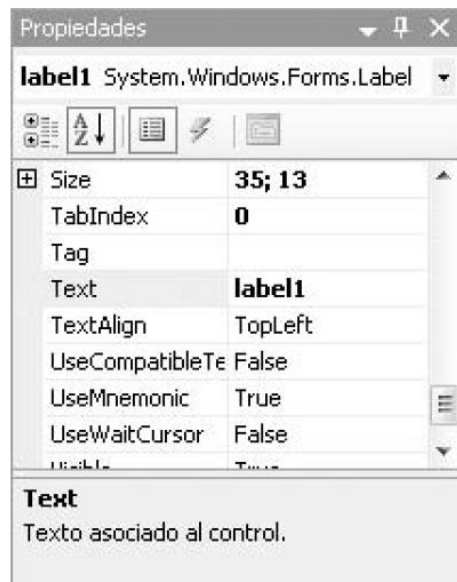 Propiedades
label1 System.Windows.Forms.Label
Size 35; 13
TabIndex 0
Tag
Text label1
TextAlign TopLeft
UseCompatibleTe False
UseMnemonic True
UseWaitCursor False
Text
Texto asociado al control.